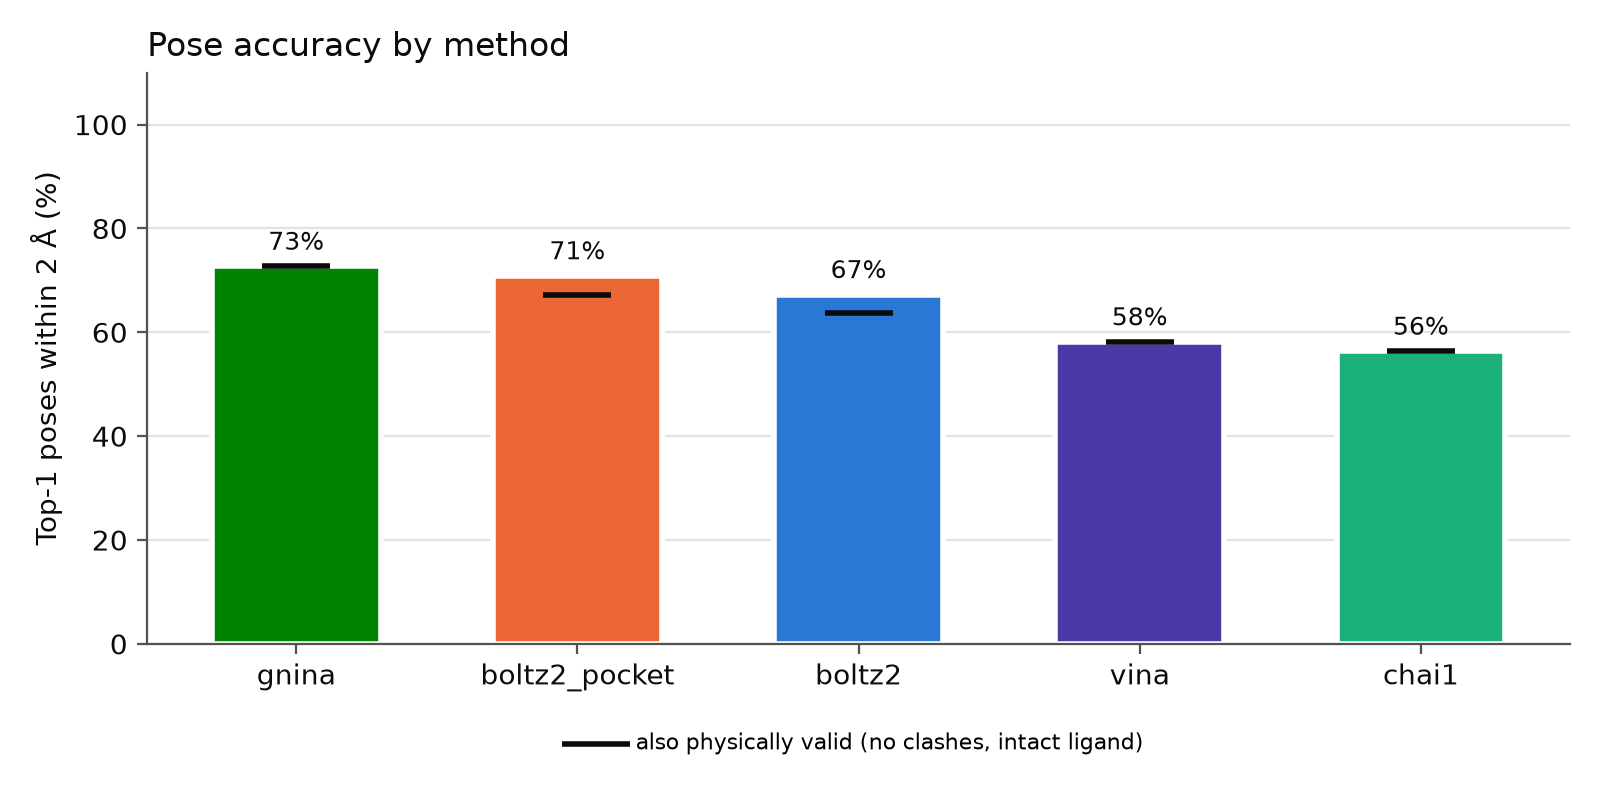 Pose accuracy by method
Top-1 poses within 2 Å (%)
100
80
60
40
20
0
73%
71%
67%
58%
56%
gnina
boltz2_pocket
boltz2
vina
chai1
also physically valid (no clashes, intact ligand)